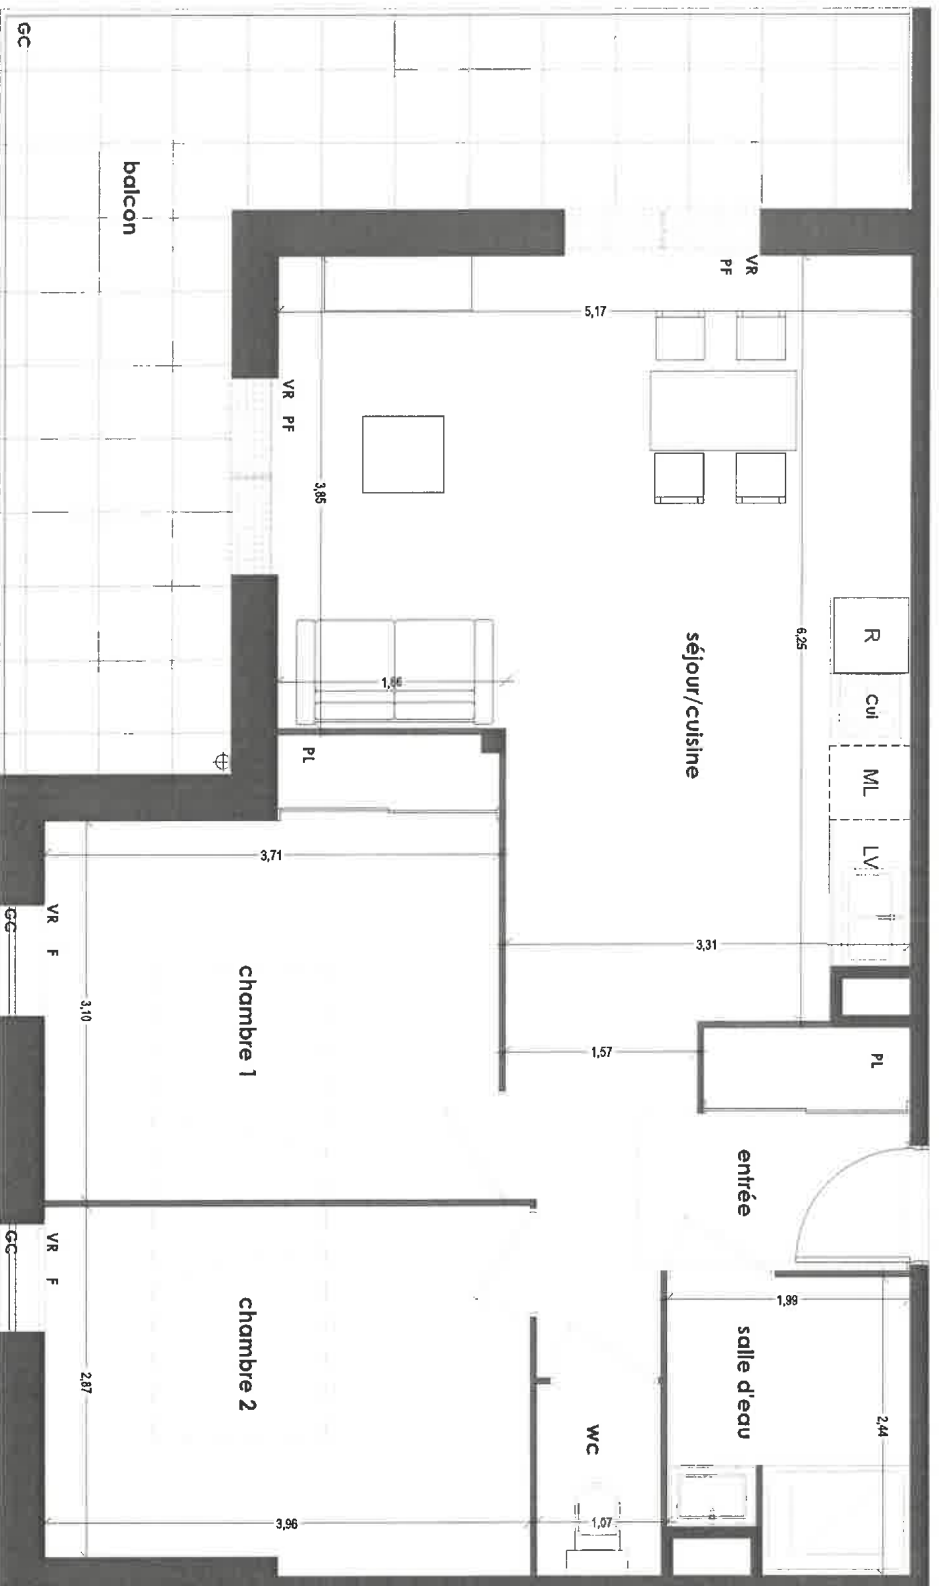 GC
balcon
VR
PF
5,17
VR PF
3,85
séjour/cuisine
6,25
R
Cui
ML
LV
1,66
PL
3,71
3,31
VR F
GC
3,10
chambre 1
1,57
PL
entrée
VR F
GC
2,87
chambre 2
3,96
1,99
salle d'eau
2,44
wc
1,07